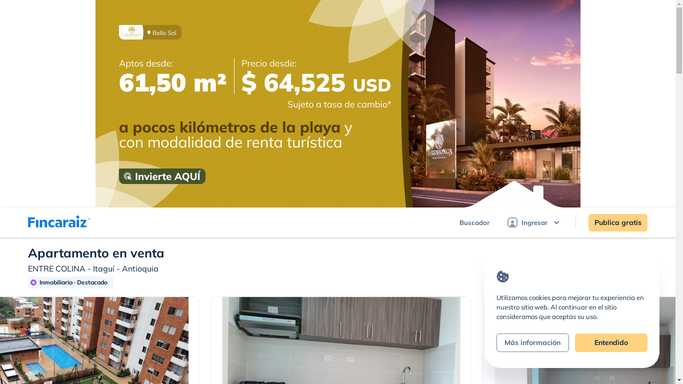 Bello Sol
Aptos desde:
61,50 m²
Precio desde:
$ 64,525 USD
Sujeto a tasa de cambio*
a pocos kilómetros de la playa y
con modalidad de renta turística
Invierte AQUÍ
Fincaraiz
Buscador
Ingresar
Publica gratis
Apartamento en venta
ENTRE COLINA - Itaguí - Antioquia
Inmobiliaria · Destacado
Utilizamos cookies para mejorar tu experiencia en
nuestro sitio web. Al continuar en el sitio
consideramos que aceptas su uso.
Más información
Entendido